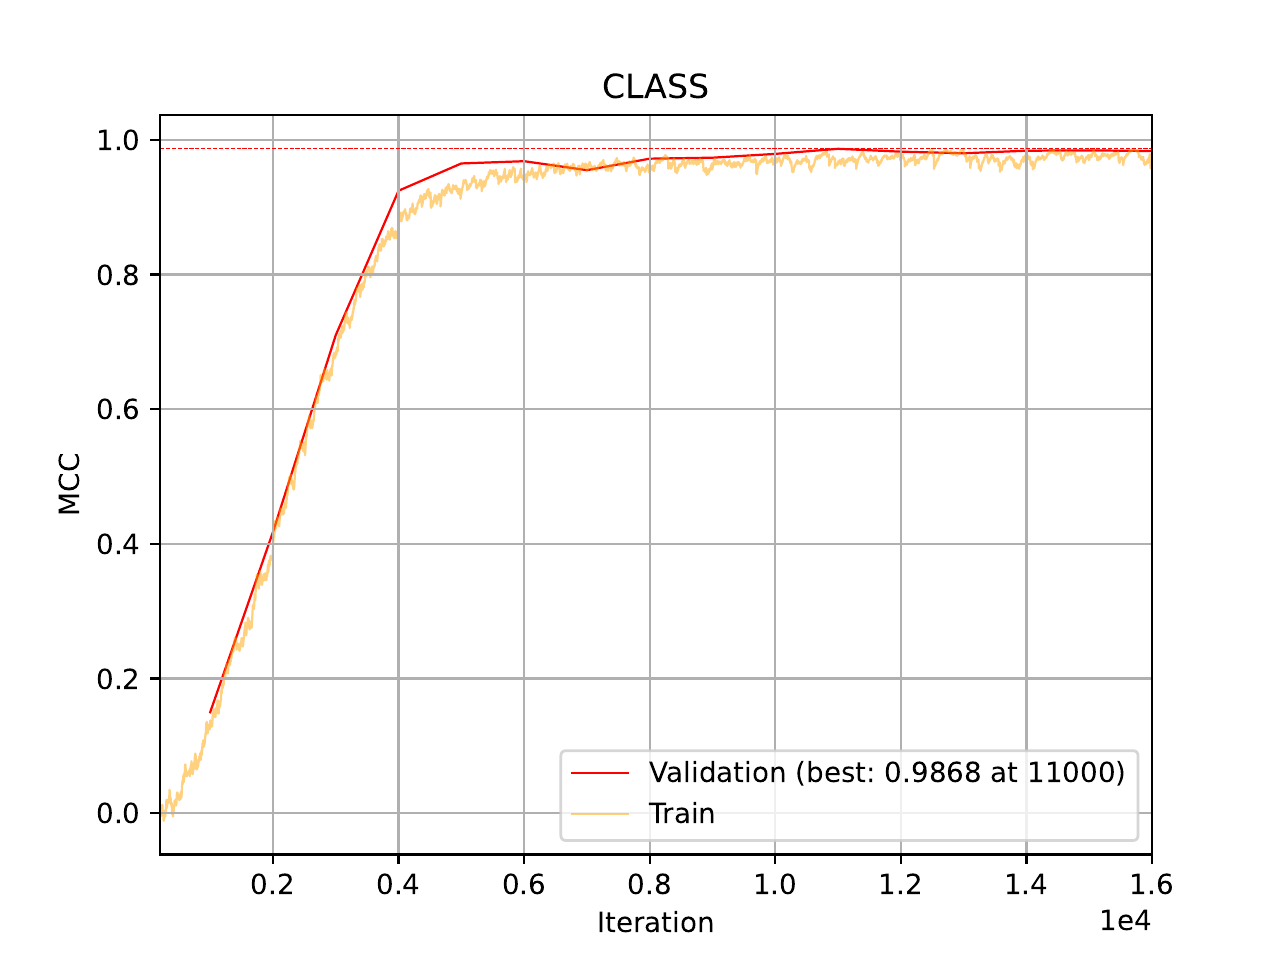 CLASS
1.0
0.8
0.6
0.4
0.2
0.0
MCC
Validation (best: 0.9868 at 11000)
Train
0.2 0.4 0.6 0.8 1.0 1.2 1.4 1.6
Iteration
1e4